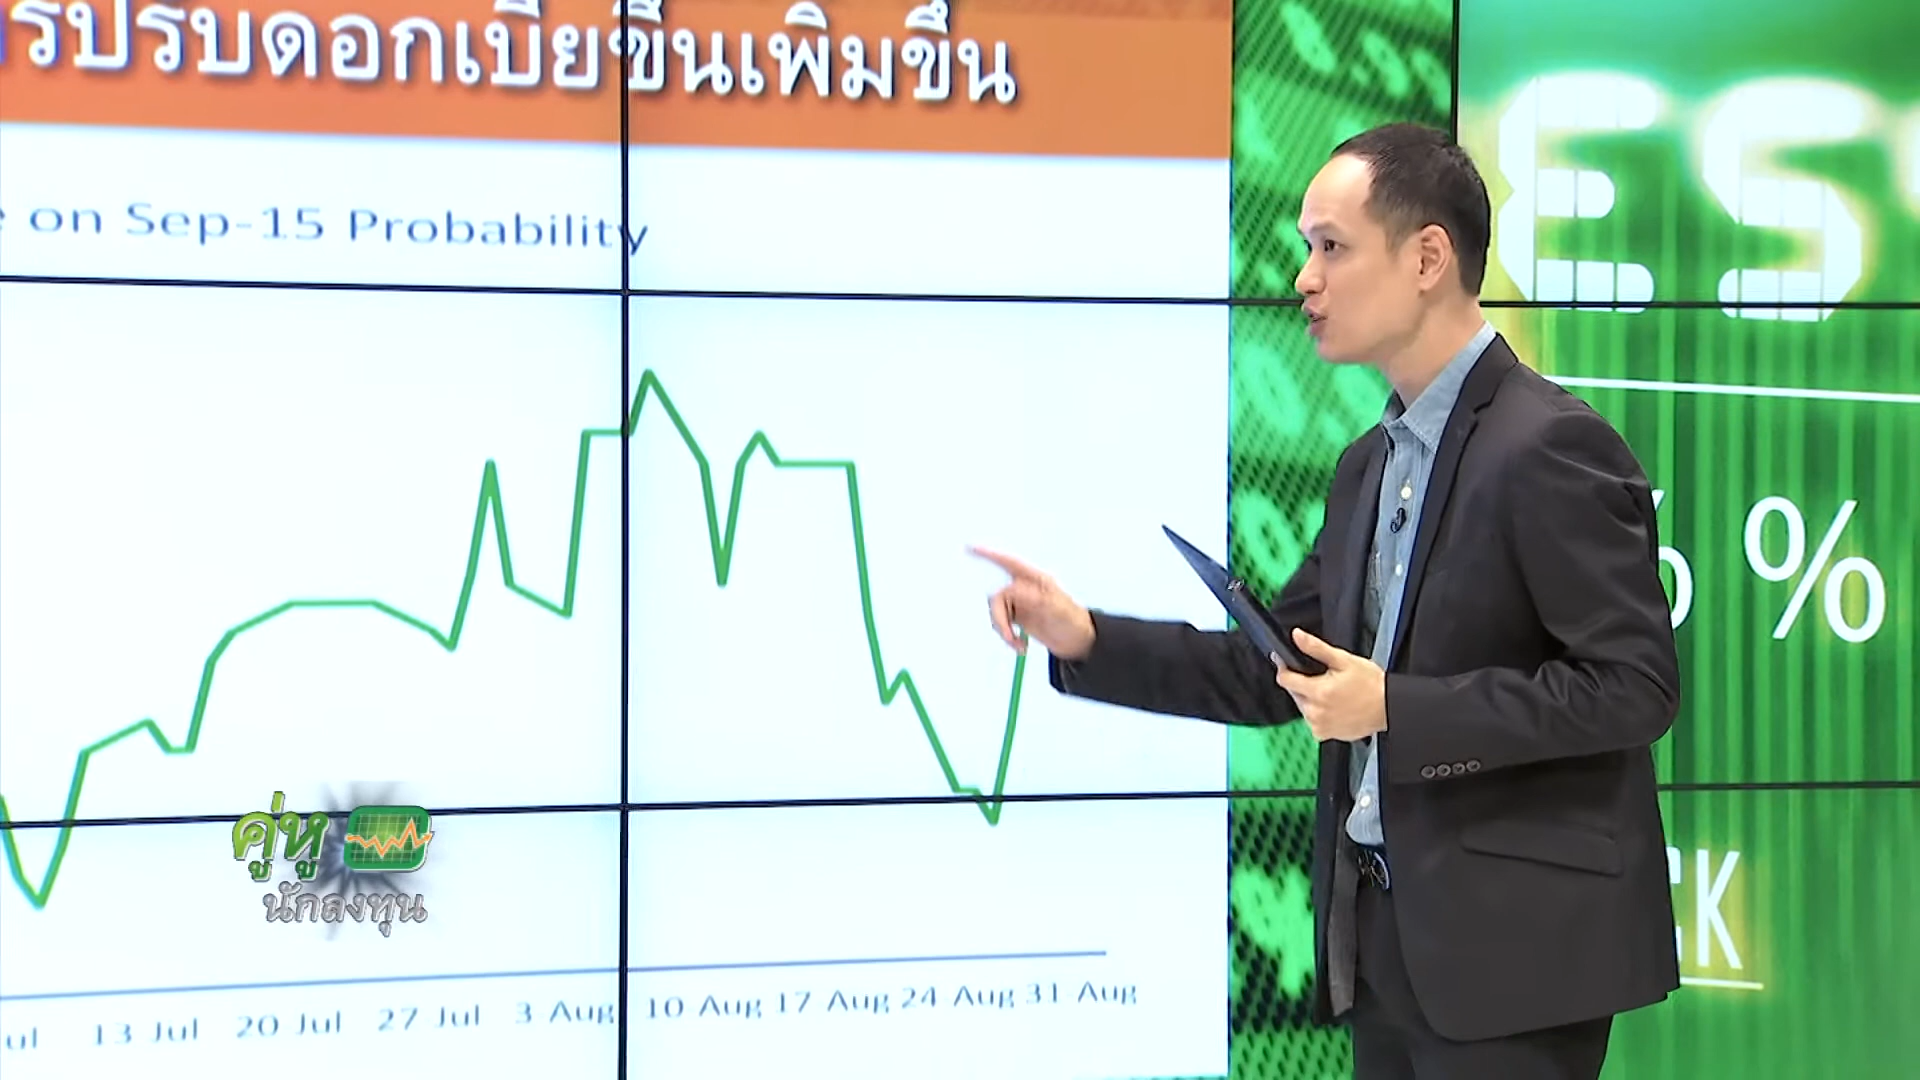 รปรับดอกเบี้ยขึ้นเพิ่มขึ้น
on Sep-15 Probability
ES
% %
CK
คู่หู
นักลงทุน
13 Jul 20 Jul 27 Jul 3 Aug 10 Aug 17 Aug 24-Aug 31-Aug